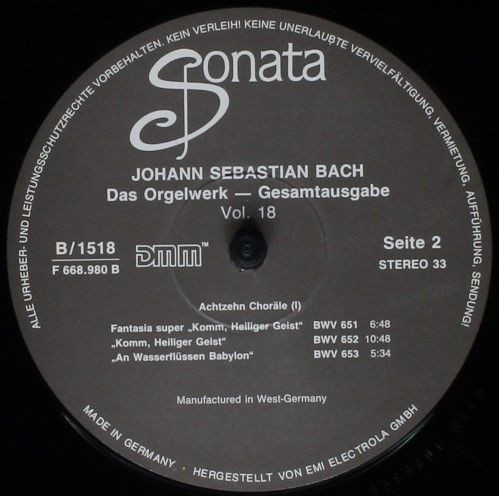 ALLE URHEBER- UND LEISTUNGSSCHUTZRECHTE VORBEHALTEN. KEIN VERLEIH! KEINE UNERLAUBTE VERVIELFÄLTIGUNG, VERMIETUNG, AUFFÜHRUNG, SENDUNG!
Sonata
JOHANN SEBASTIAN BACH
Das Orgelwerk — Gesamtausgabe
Vol. 18
B/1518
F 668.980 B
DMM™
Seite 2
STEREO 33
Achtzehn Choräle (I)
Fantasia super „Komm, Heiliger Geist“ BWV 651 6:48
„Komm, Heiliger Geist“ BWV 652 10:48
„An Wasserflüssen Babylon“ BWV 653 5:34
Manufactured in West-Germany
MADE IN GERMANY · HERGESTELLT VON EMI ELECTROLA GMBH